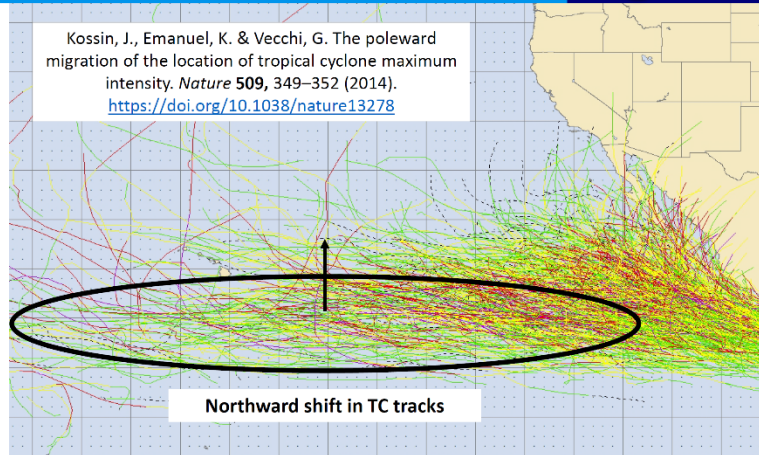 Kossin, J., Emanuel, K. & Vecchi, G. The poleward
migration of the location of tropical cyclone maximum
intensity. Nature 509, 349–352 (2014).
https://doi.org/10.1038/nature13278
Northward shift in TC tracks